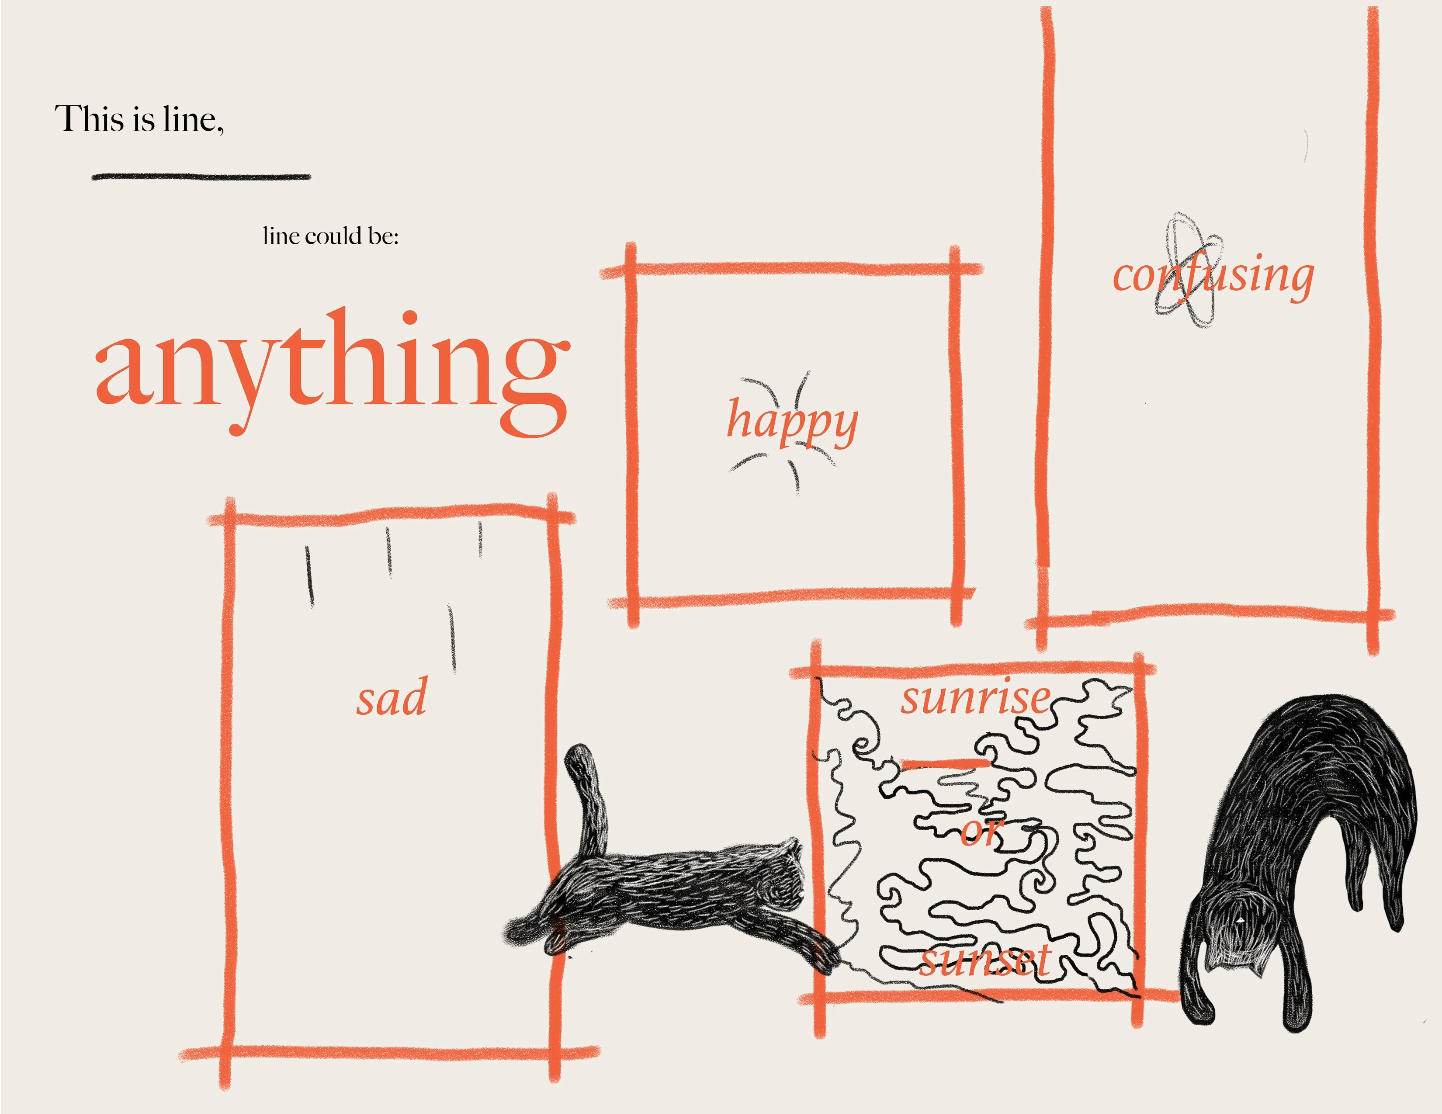 This is line,
line could be:
anything
happy
confusing
sad
sunrise
or
sunset